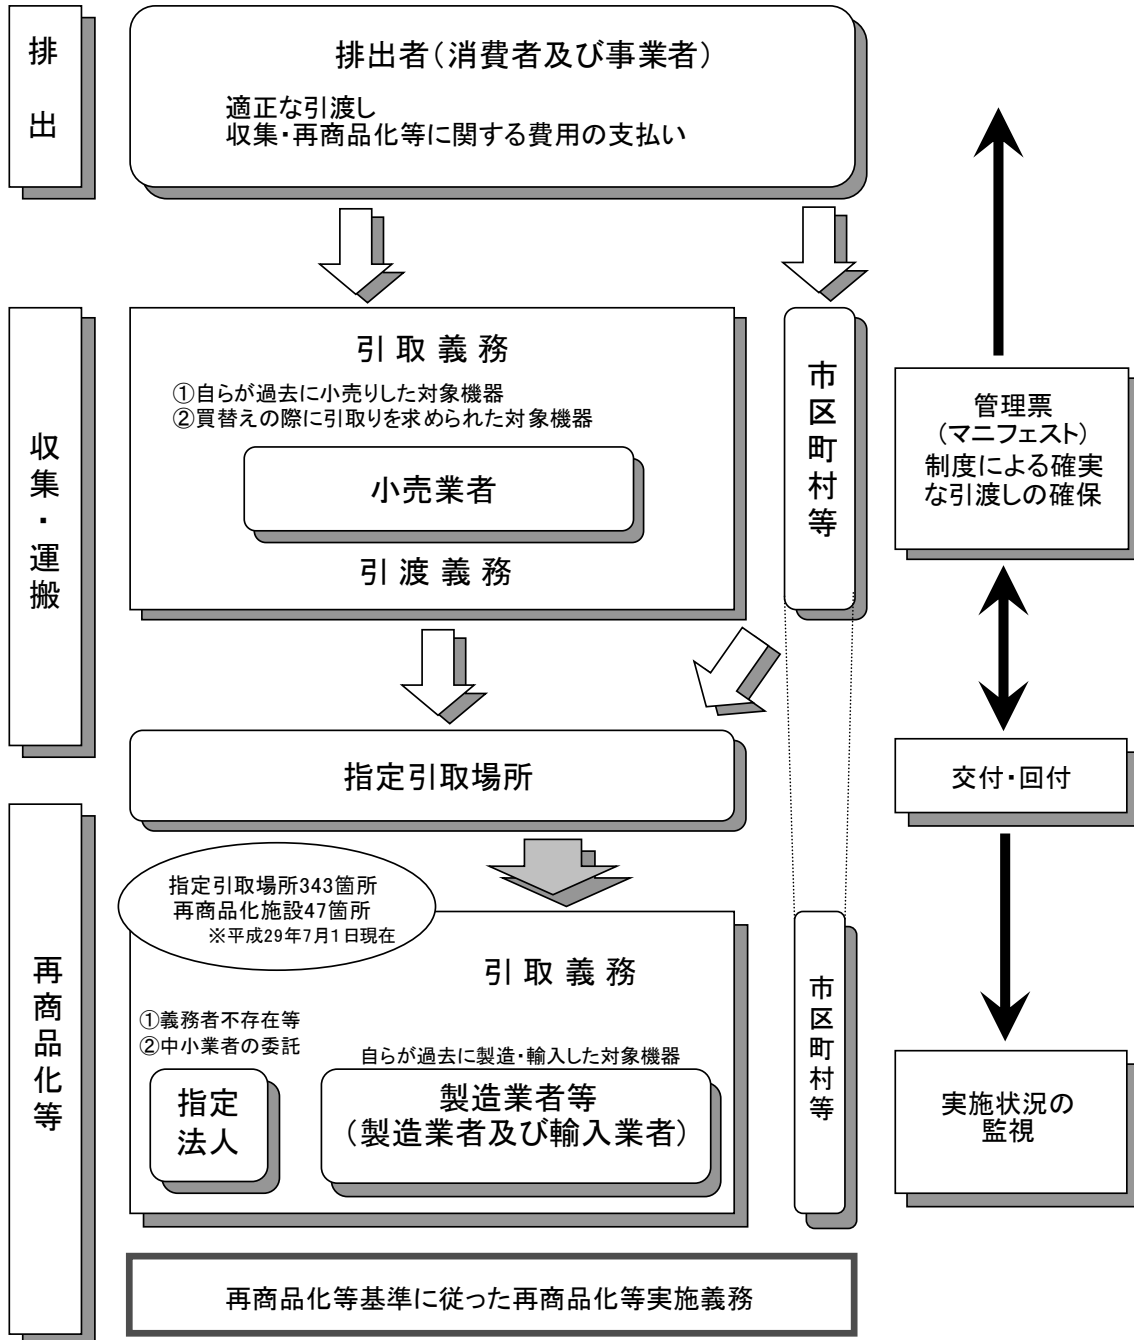 排出
排出者（消費者及び事業者）
適正な引渡し
収集・再商品化等に関する費用の支払い
収集・運搬
引取義務
①自らが過去に小売りした対象機器
②買替えの際に引取りを求められた対象機器
小売業者
引渡義務
市区町村等
管理票
（マニフェスト）
制度による確実
な引渡しの確保
指定引取場所
交付・回付
再商品化等
指定引取場所343箇所
再商品化施設47箇所
※平成29年7月1日現在
引取義務
①義務者不存在等
②中小業者の委託
自らが過去に製造・輸入した対象機器
指定
法人
製造業者等
（製造業者及び輸入業者）
市区町村等
実施状況の
監視
再商品化等基準に従った再商品化等実施義務